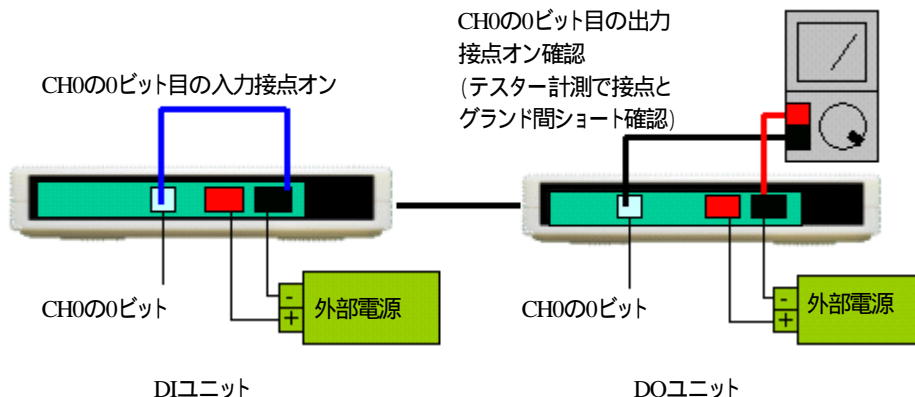 CH0の0ビット目の出力
接点オン確認
(テスター計測で接点と
グランド間ショート確認)
CH0の0ビット目の入力接点オン
CH0の0ビット
-
+
外部電源
CH0の0ビット
-
+
外部電源
DIユニット
DOユニット